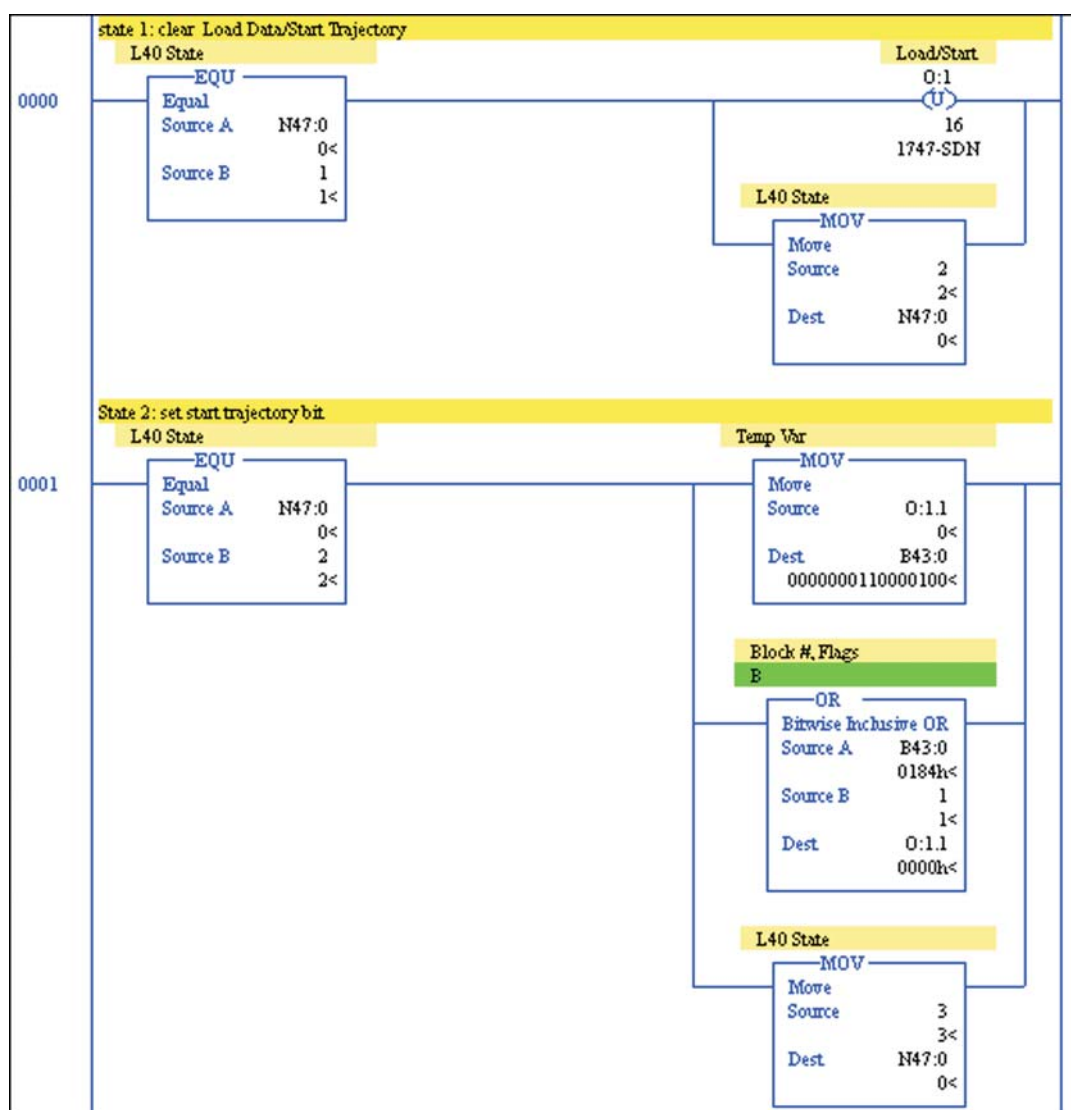 state 1: clear Load Data/Start Trajectory
L40 State
Load/Start
EQU
O:1
0000
Equal
(U)
Source A N47:0
16
0<
1747-SDN
Source B 1
1<
L40 State
MOV
Move
Source 2
2<
Dest N47:0
0<
State 2: set start trajectory bit
L40 State
Temp Var
EQU
MOV
0001
Equal
Move
Source A N47:0
Source O:1.1
0<
0<
Source B 2
Dest B43:0
2<
0000000110000100<
Block #, Flags
B
OR
Bitwise Inclusive OR
Source A B43:0
0184h<
Source B 1
1<
Dest O:1.1
0000h<
L40 State
MOV
Move
Source 3
3<
Dest N47:0
0<